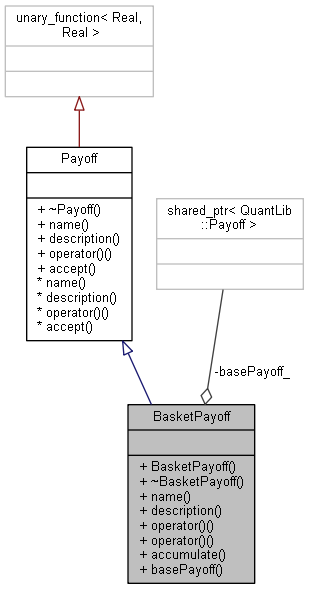 unary_function< Real,
Real >
Payoff
+ ~Payoff()
+ name()
+ description()
+ operator()()
+ accept()
* name()
* description()
* operator()()
* accept()
shared_ptr< QuantLib
::Payoff >
-basePayoff_
BasketPayoff
+ BasketPayoff()
+ ~BasketPayoff()
+ name()
+ description()
+ operator()()
+ operator()()
+ accumulate()
+ basePayoff()